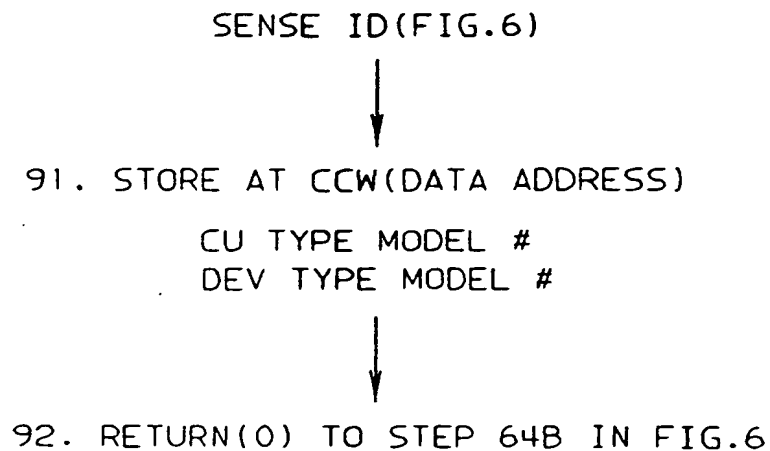 SENSE ID(FIG.6)
91. STORE AT CCW(DATA ADDRESS)
CU TYPE MODEL #
DEV TYPE MODEL #
92. RETURN(0) TO STEP 64B IN FIG.6